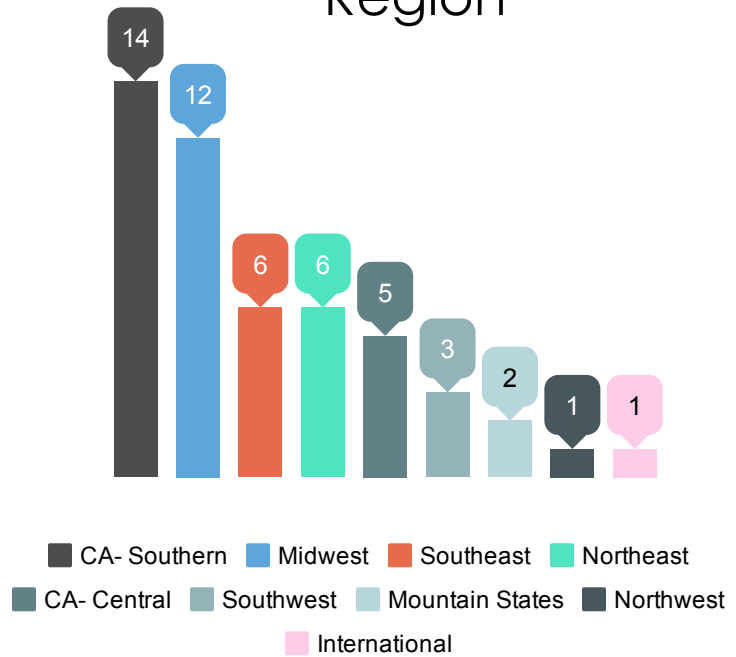 Region
14
12
6
6
5
3
2
1
1
CA- Southern Midwest Southeast Northeast
CA- Central Southwest Mountain States Northwest
International